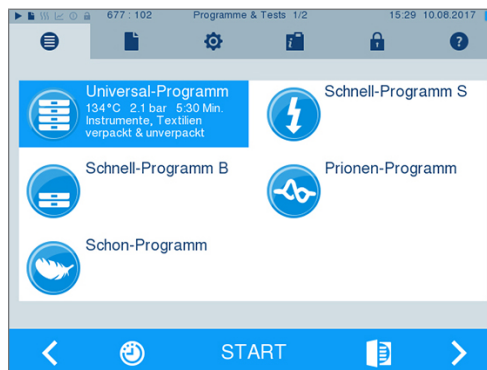 677 : 102 Programme & Tests 1/2 15:29 10.08.2017
Universal-Programm
134°C 2.1 bar 5:30 Min.
Instrumente, Textilien
verpackt & unverpackt
Schnell-Programm S
Schnell-Programm B
Prionen-Programm
Schon-Programm
START